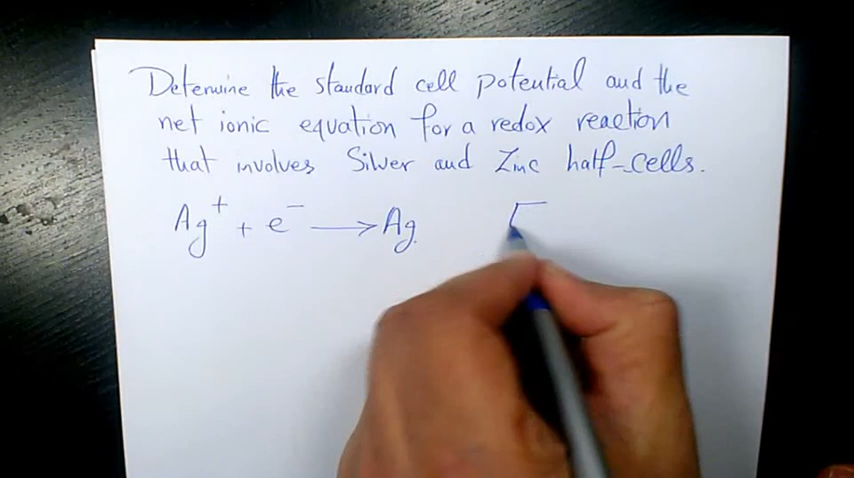 Determine the standard cell potential and the
net ionic equation for a redox reaction
that involves Silver and Zinc half-cells.
Ag⁺ + e⁻ ⟶ Ag